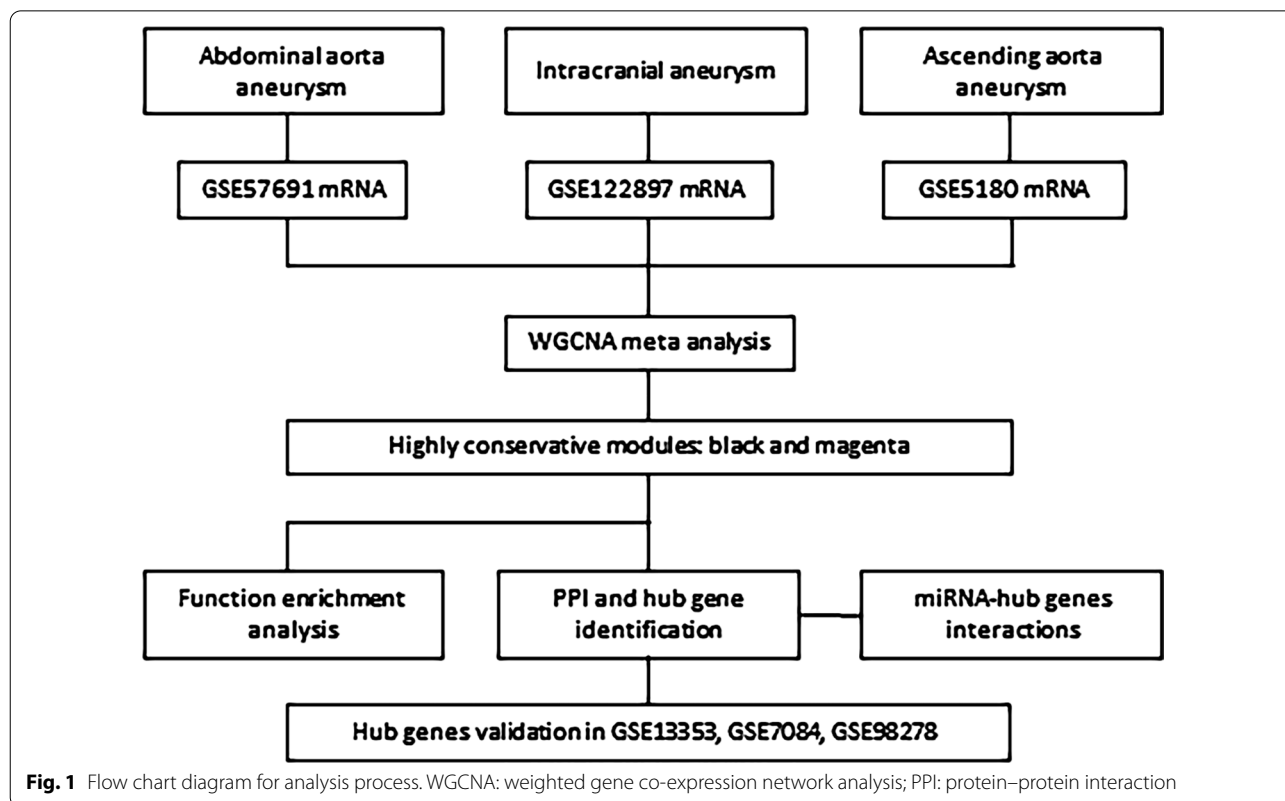 Abdominal aorta
aneurysm
Intracranial aneurysm
Ascending aorta
aneurysm
GSE57691 mRNA
GSE122897 mRNA
GSE5180 mRNA
WGCNA meta analysis
Highly conservative modules: black and magenta
Function enrichment
analysis
PPI and hub gene
identification
miRNA-hub genes
interactions
Hub genes validation in GSE13353, GSE7084, GSE98278
Fig. 1 Flow chart diagram for analysis process. WGCNA: weighted gene co-expression network analysis; PPI: protein–protein interaction